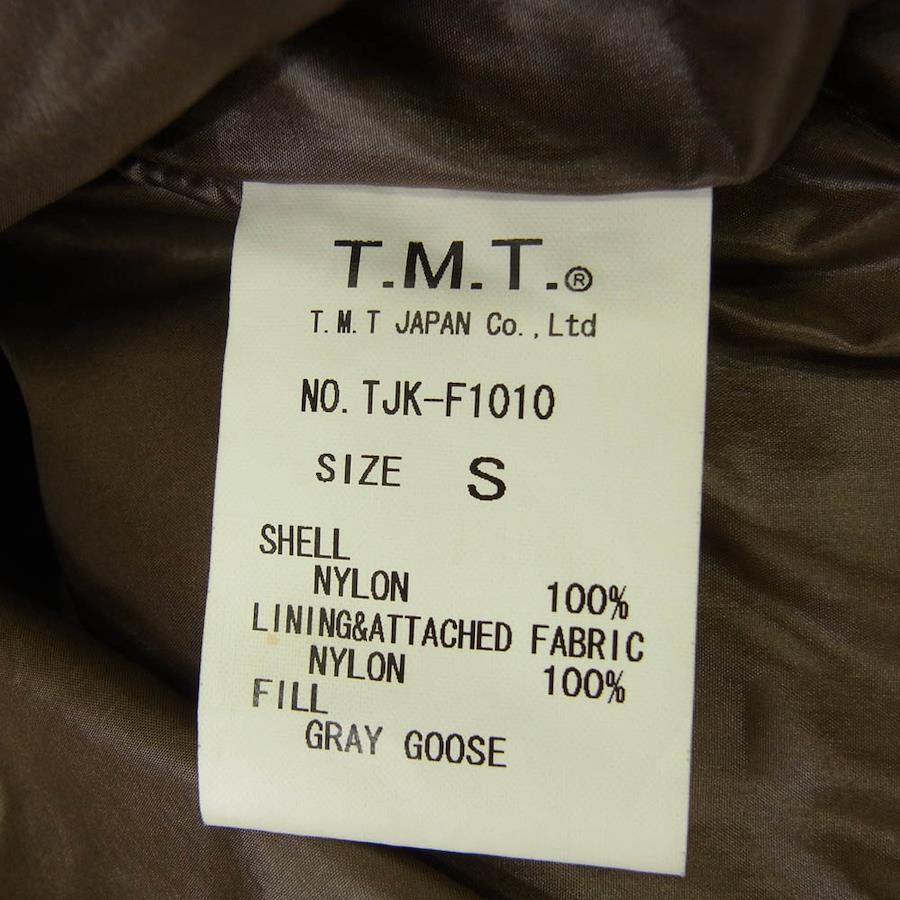 T.M.T.®
T.M.T JAPAN Co.,Ltd
NO. TJK-F1010
SIZE S
SHELL
NYLON 100%
LINING&ATTACHED FABRIC
NYLON 100%
FILL
GRAY GOOSE